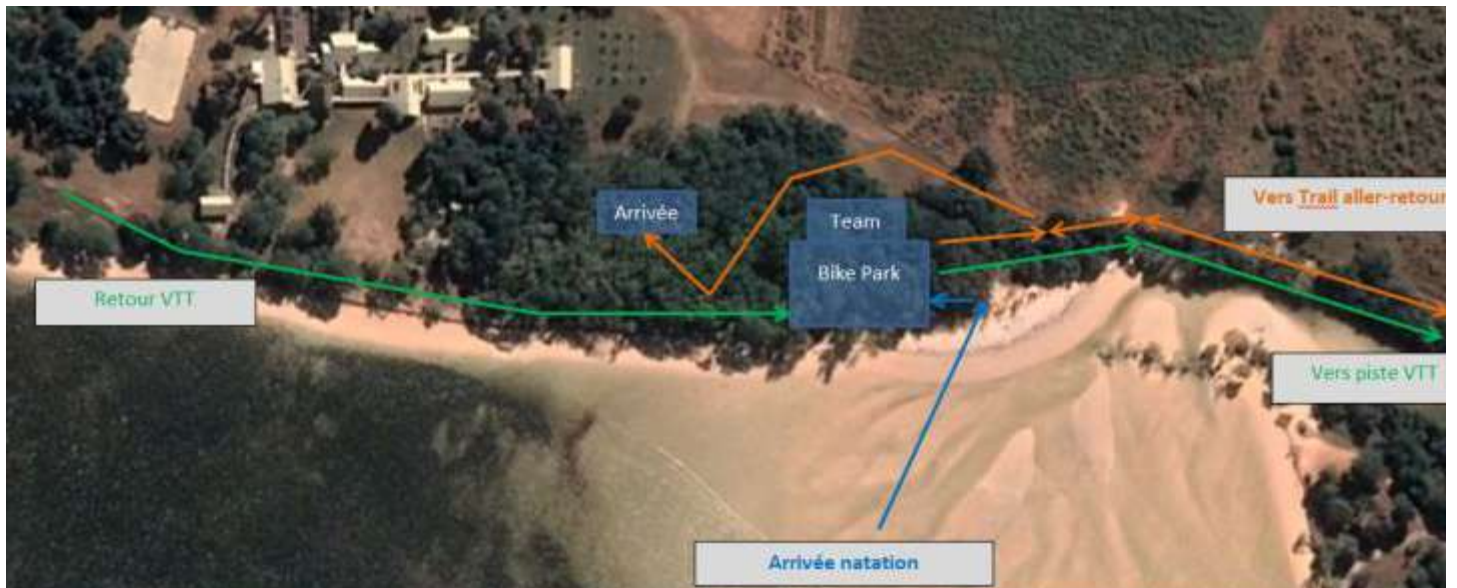 Vers Trail aller-retour
Arrivée
Team
Bike Park
Retour VTT
Vers piste VTT
Arrivée natation